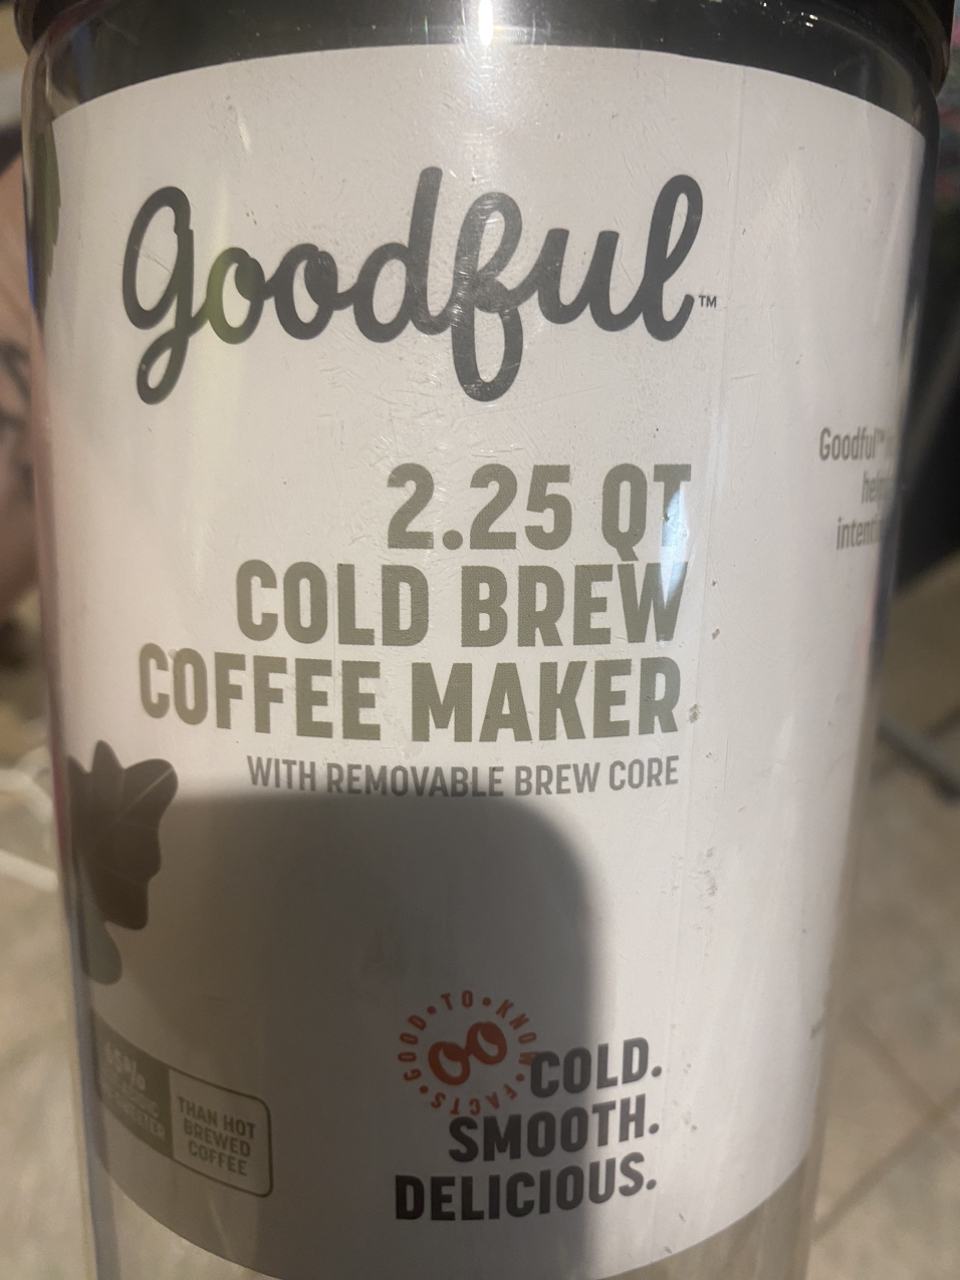 goodful™
Goodful™
2.25 QT
COLD BREW
COFFEE MAKER
WITH REMOVABLE BREW CORE
GOOD•TO•KNOW•FACTS•
COLD.
SMOOTH.
DELICIOUS.
THAN HOT
BREWED
COFFEE